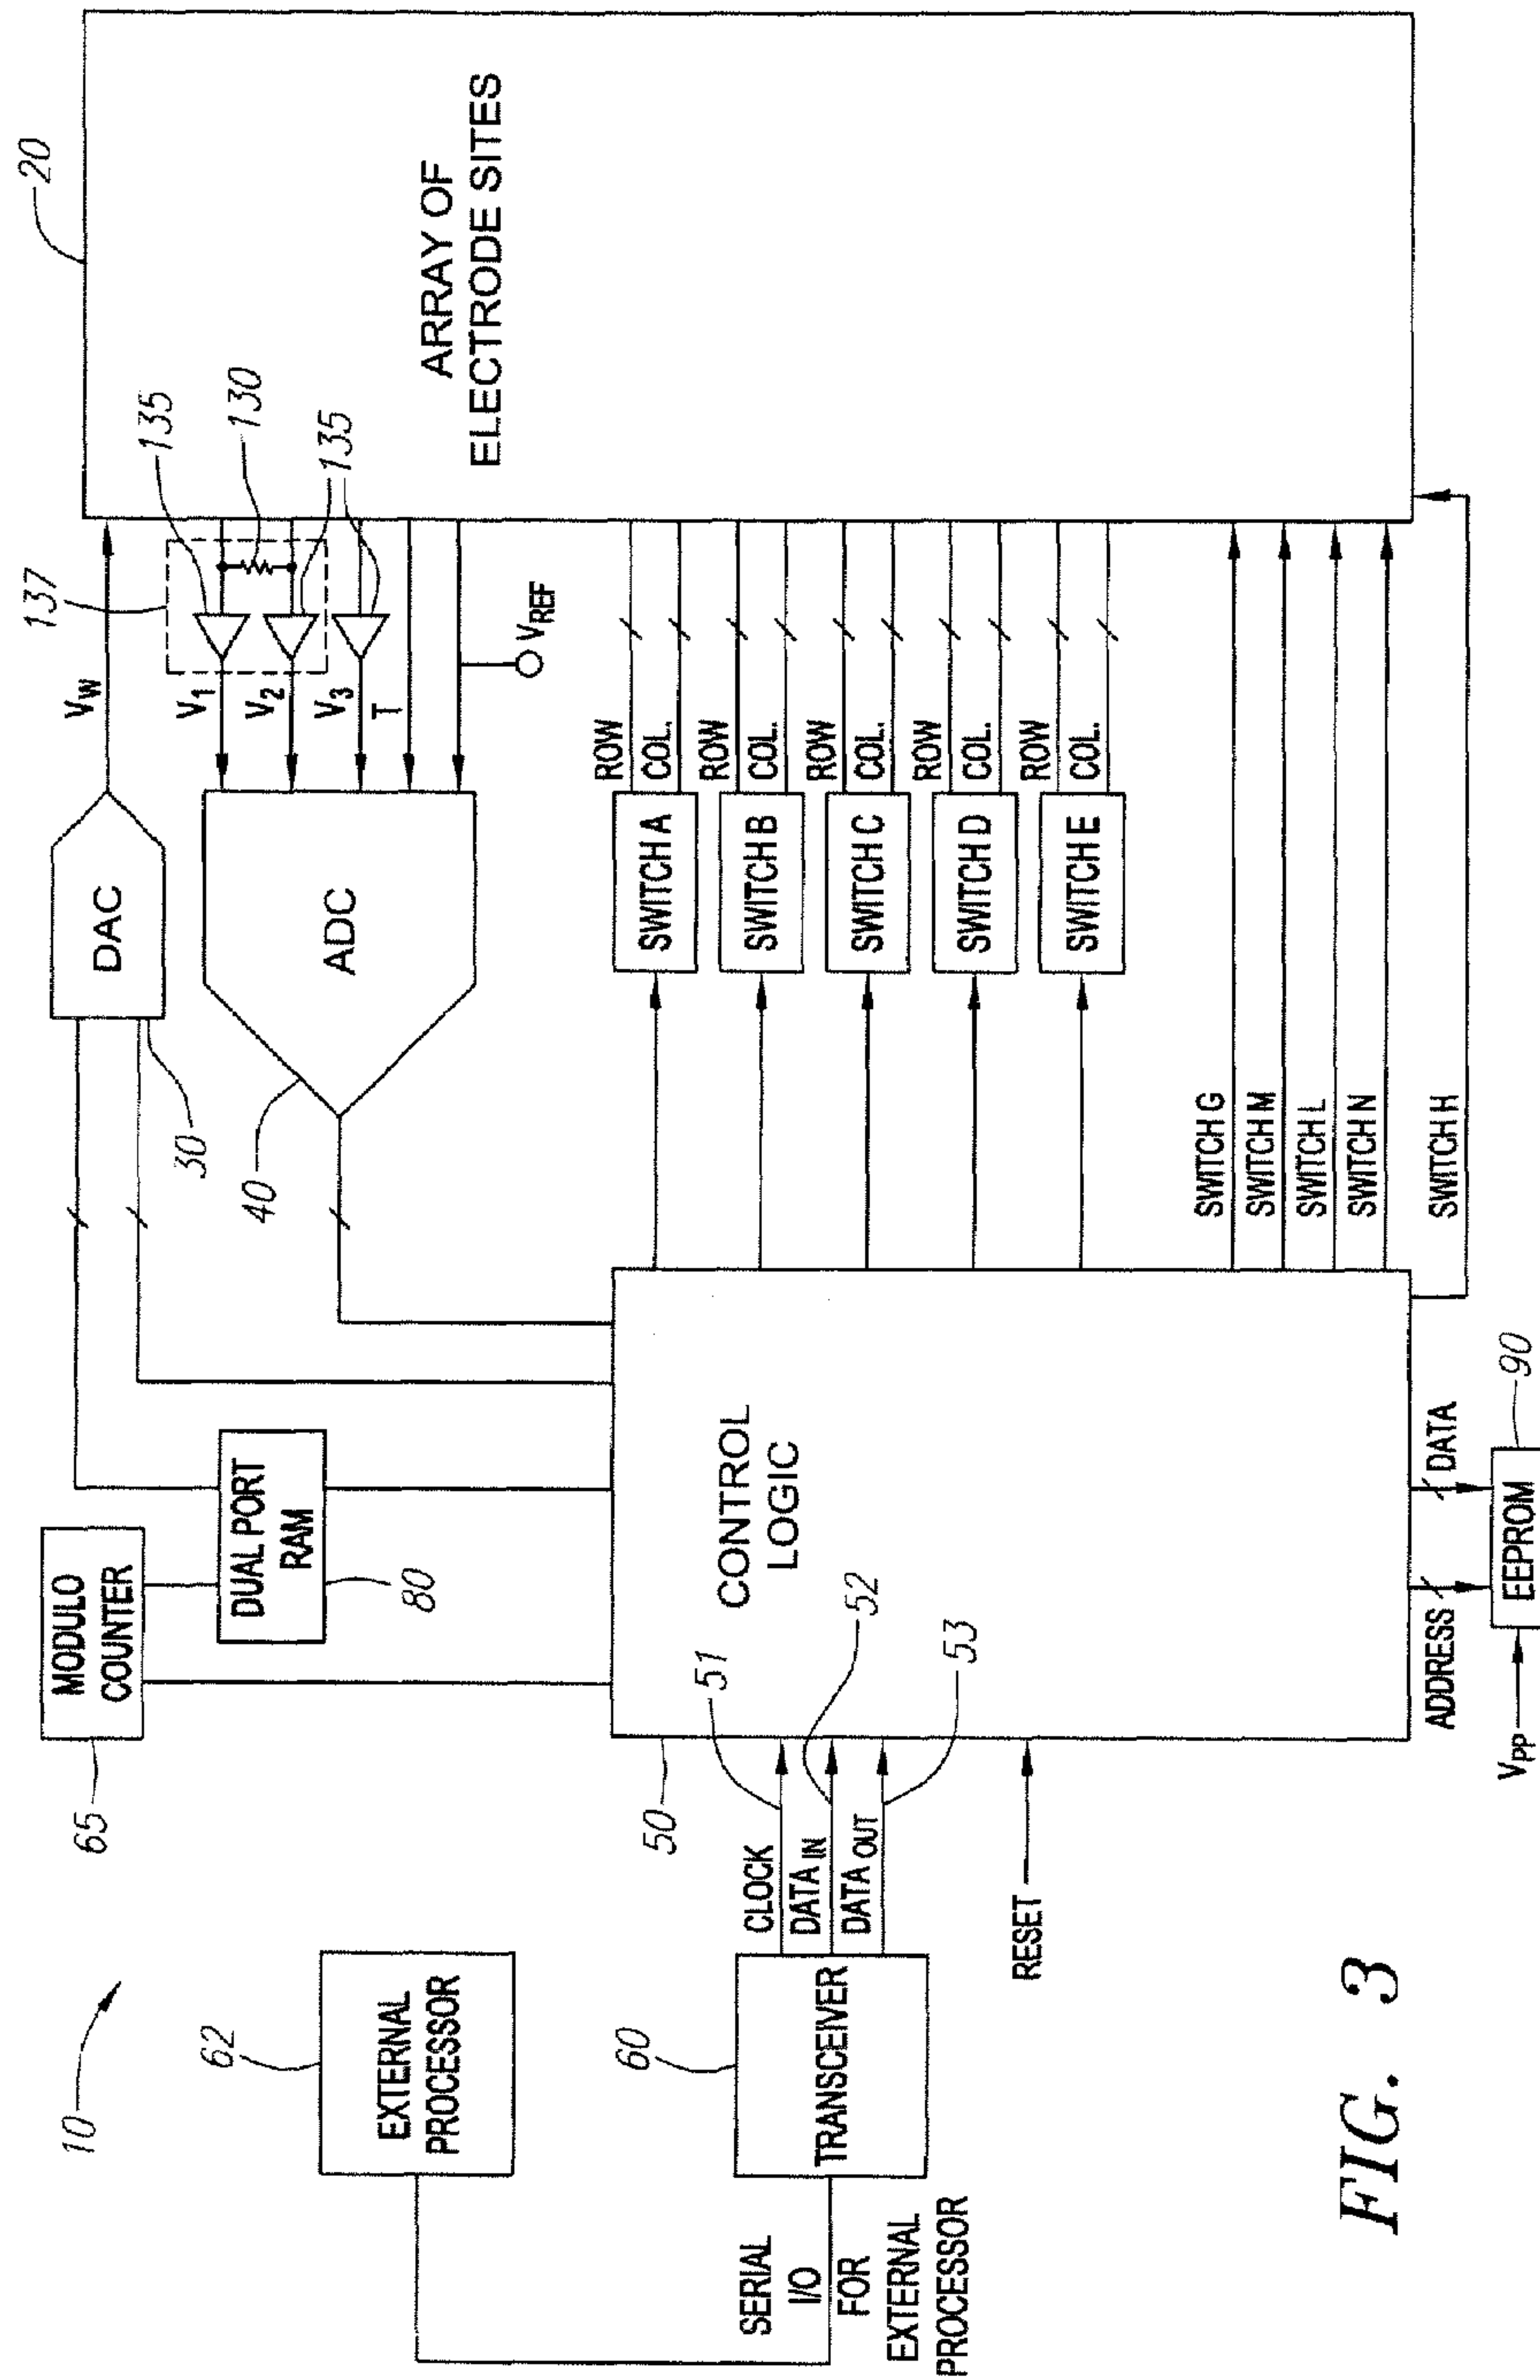 10
EXTERNAL
PROCESSOR
62
SERIAL
I/O
FOR
EXTERNAL
PROCESSOR
TRANSCEIVER
60
CLOCK
DATA IN
DATA OUT
51
52
53
RESET
50
MODULO
COUNTER
65
DUAL PORT
RAM
80
CONTROL
LOGIC
ADDRESS
DATA
VPP
EEPROM
90
DAC
30
ADC
40
VW
V1
V2
V3
T
VREF
137
135
130
135
SWITCH A
ROW
COL.
SWITCH B
ROW
COL.
SWITCH C
ROW
COL.
SWITCH D
ROW
COL.
SWITCH E
ROW
COL.
SWITCH G
SWITCH M
SWITCH L
SWITCH N
SWITCH H
ARRAY OF
ELECTRODE SITES
20
FIG. 3